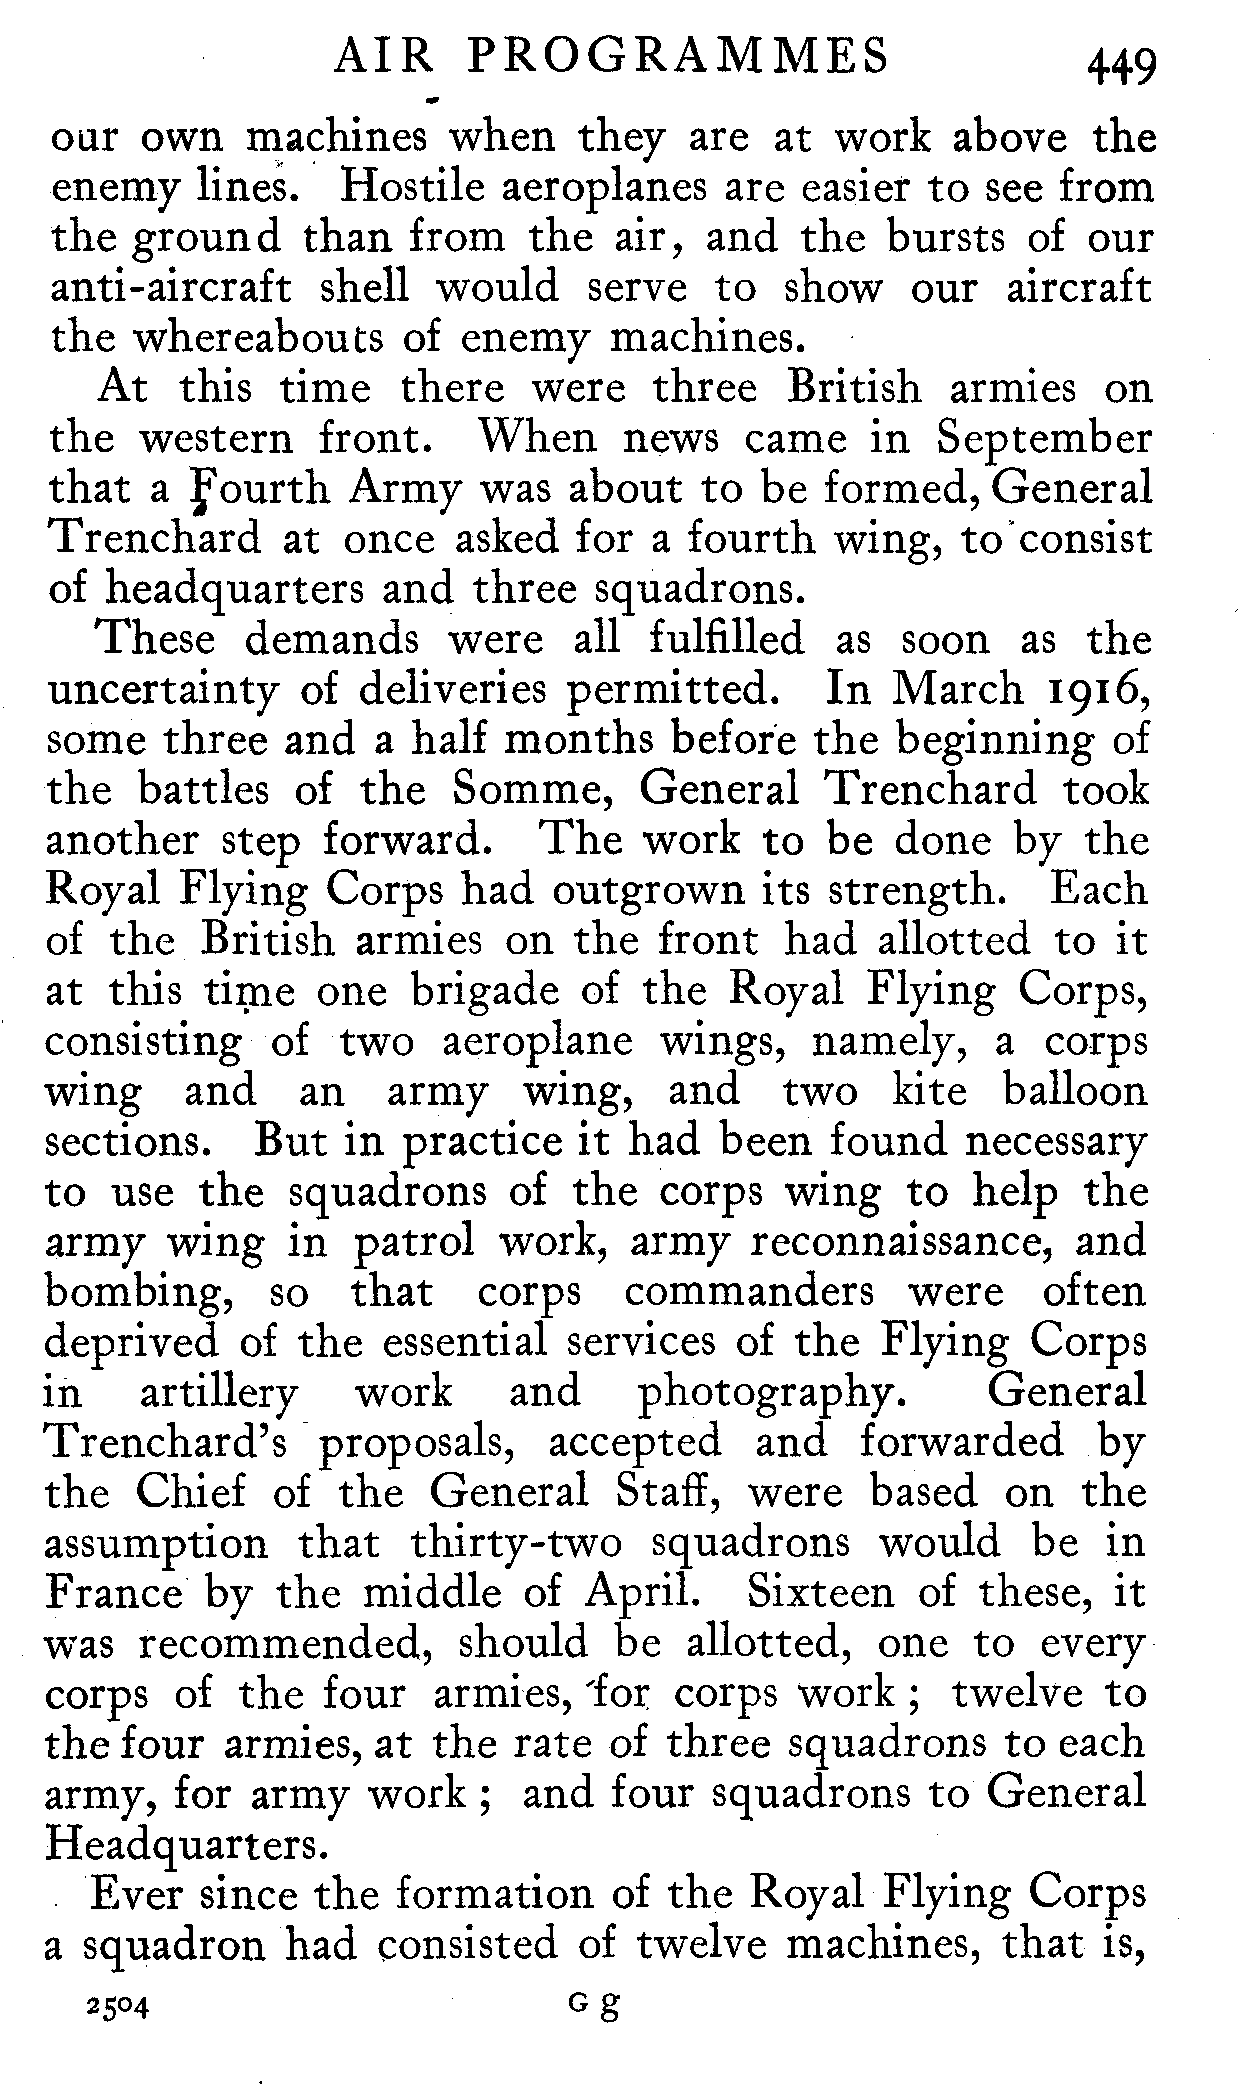 AIR PROGRAMMES 449
our own machines when they are at work above the
enemy lines. Hostile aeroplanes are easier to see from
the ground than from the air, and the bursts of our
anti-aircraft shell would serve to show our aircraft
the whereabouts of enemy machines.
At this time there were three British armies on
the western front. When news came in September
that a Fourth Army was about to be formed, General
Trenchard at once asked for a fourth wing, to consist
of headquarters and three squadrons.
These demands were all fulfilled as soon as the
uncertainty of deliveries permitted. In March 1916,
some three and a half months before the beginning of
the battles of the Somme, General Trenchard took
another step forward. The work to be done by the
Royal Flying Corps had outgrown its strength. Each
of the British armies on the front had allotted to it
at this time one brigade of the Royal Flying Corps,
consisting of two aeroplane wings, namely, a corps
wing and an army wing, and two kite balloon
sections. But in practice it had been found necessary
to use the squadrons of the corps wing to help the
army wing in patrol work, army reconnaissance, and
bombing, so that corps commanders were often
deprived of the essential services of the Flying Corps
in artillery work and photography. General
Trenchard's proposals, accepted and forwarded by
the Chief of the General Staff, were based on the
assumption that thirty-two squadrons would be in
France by the middle of April. Sixteen of these, it
was recommended, should be allotted, one to every
corps of the four armies, for corps work ; twelve to
the four armies, at the rate of three squadrons to each
army, for army work ; and four squadrons to General
Headquarters.
Ever since the formation of the Royal Flying Corps
a squadron had consisted of twelve machines, that is,
2504 G g